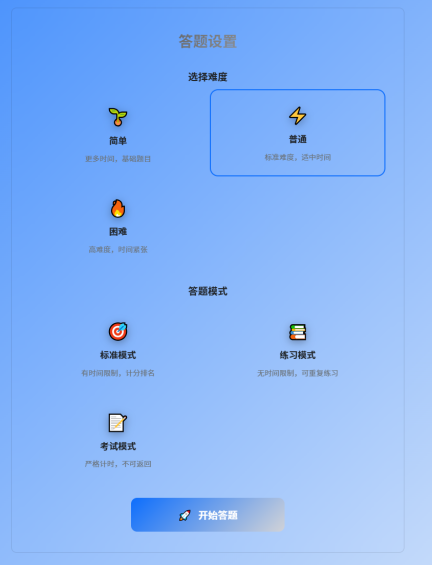 答题设置
选择难度
简单
更多时间，基础题目
普通
标准难度，适中时间
困难
高难度，时间紧张
答题模式
标准模式
有时间限制，计分排名
练习模式
无时间限制，可重复练习
考试模式
严格计时，不可返回
开始答题